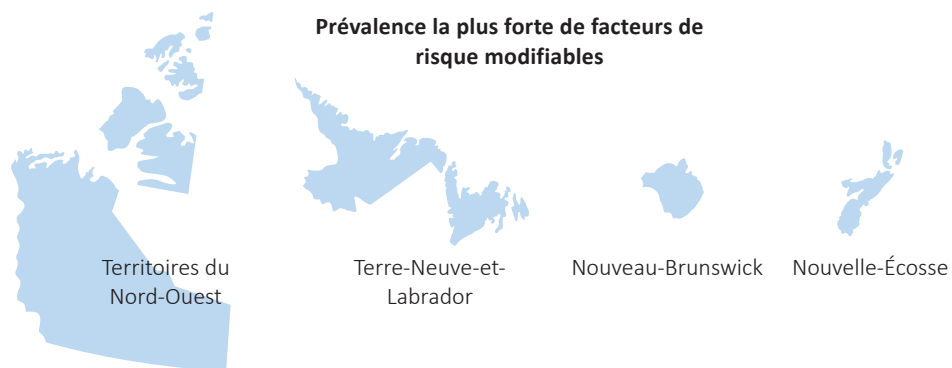 Prévalence la plus forte de facteurs de
risque modifiables
Territoires du
Nord-Ouest
Terre-Neuve-et-
Labrador
Nouveau-Brunswick
Nouvelle-Écosse